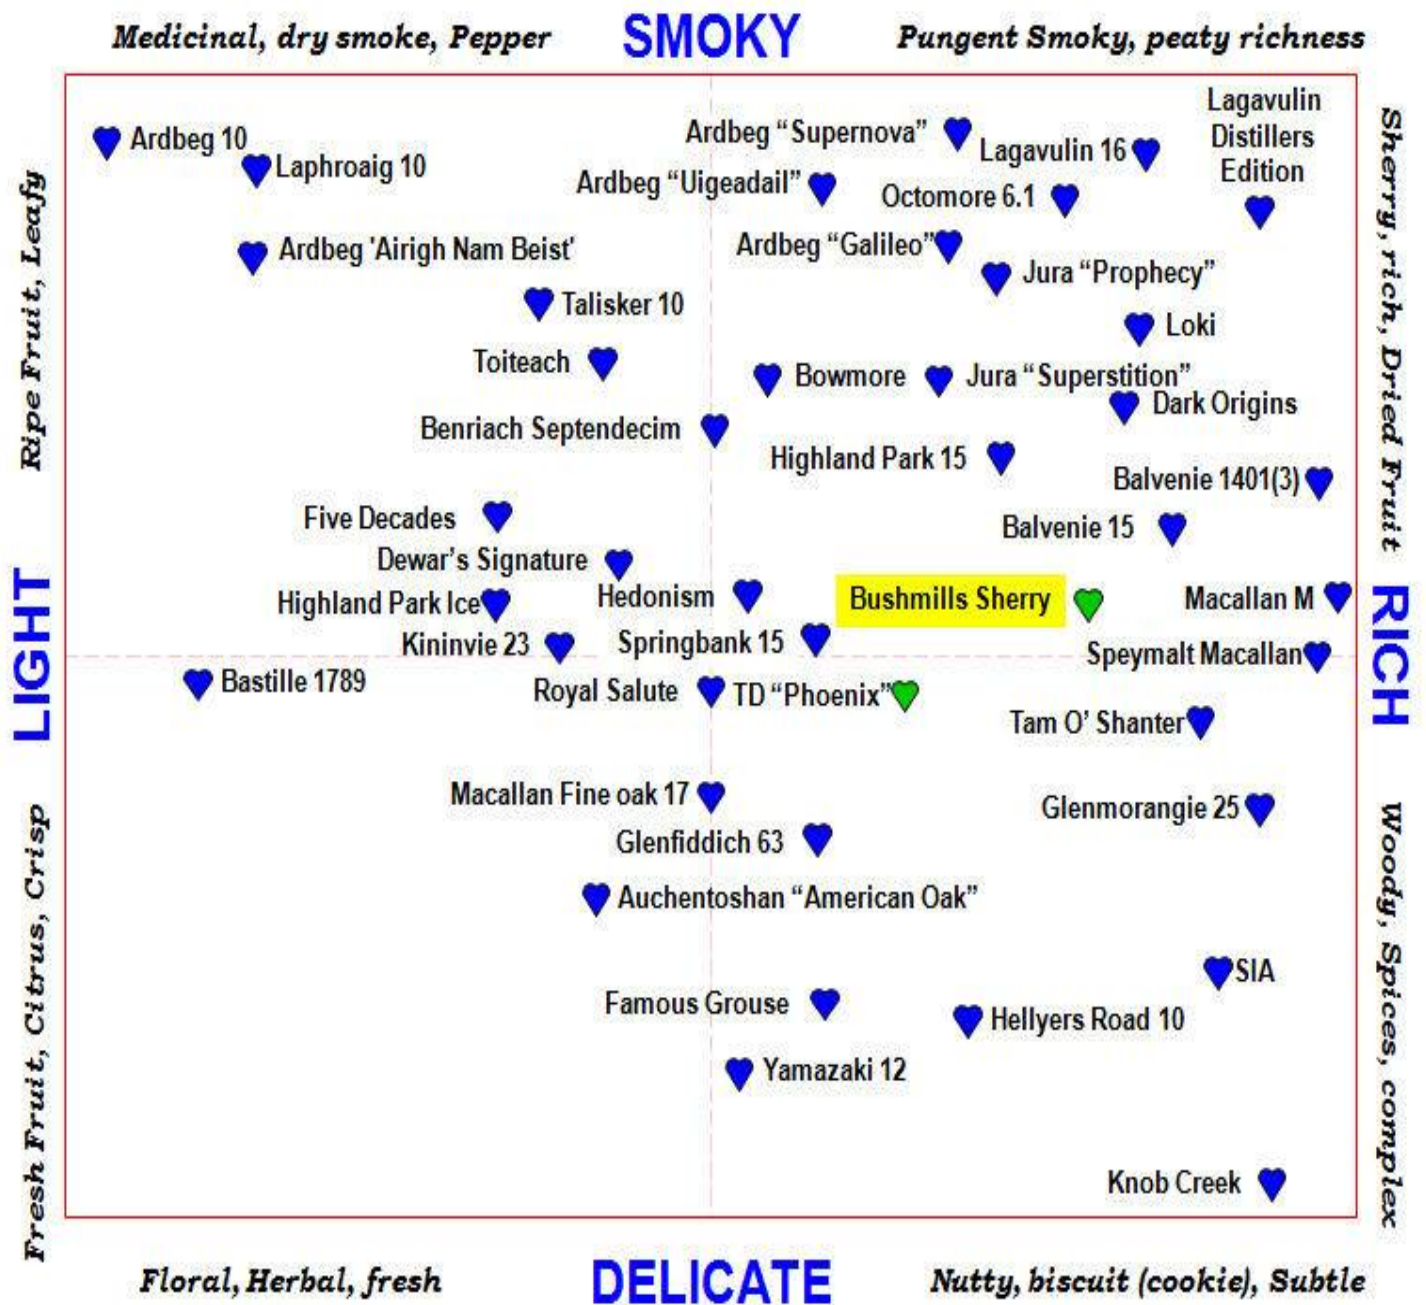 Medicinal, dry smoke, Pepper
SMOKY
Pungent Smoky, peaty richness
Ripe Fruit, Leafy
LIGHT
Fresh Fruit, Citrus, Crisp
Ardbeg 10
Laphroaig 10
Ardbeg 'Airigh Nam Beist'
Talisker 10
Toiteach
Benriach Septendecim
Five Decades
Dewar's Signature
Highland Park Ice
Kininvie 23
Bastille 1789
Ardbeg “Supernova”
Lagavulin 16
Lagavulin
Distillers
Edition
Ardbeg “Uigeadail”
Octomore 6.1
Ardbeg “Galileo”
Jura “Prophecy”
Loki
Bowmore
Jura “Superstition”
Dark Origins
Highland Park 15
Balvenie 1401(3)
Balvenie 15
Hedonism
Bushmills Sherry
Macallan M
Springbank 15
Speymalt Macallan
Royal Salute
TD “Phoenix”
Tam O’ Shanter
Macallan Fine oak 17
Glenmorangie 25
Glenfiddich 63
Auchentoshan “American Oak”
SIA
Famous Grouse
Hellyers Road 10
Yamazaki 12
Knob Creek
Sherry, rich, Dried Fruit
RICH
Woody, Spices, complex
Floral, Herbal, fresh
DELICATE
Nutty, biscuit (cookie), Subtle